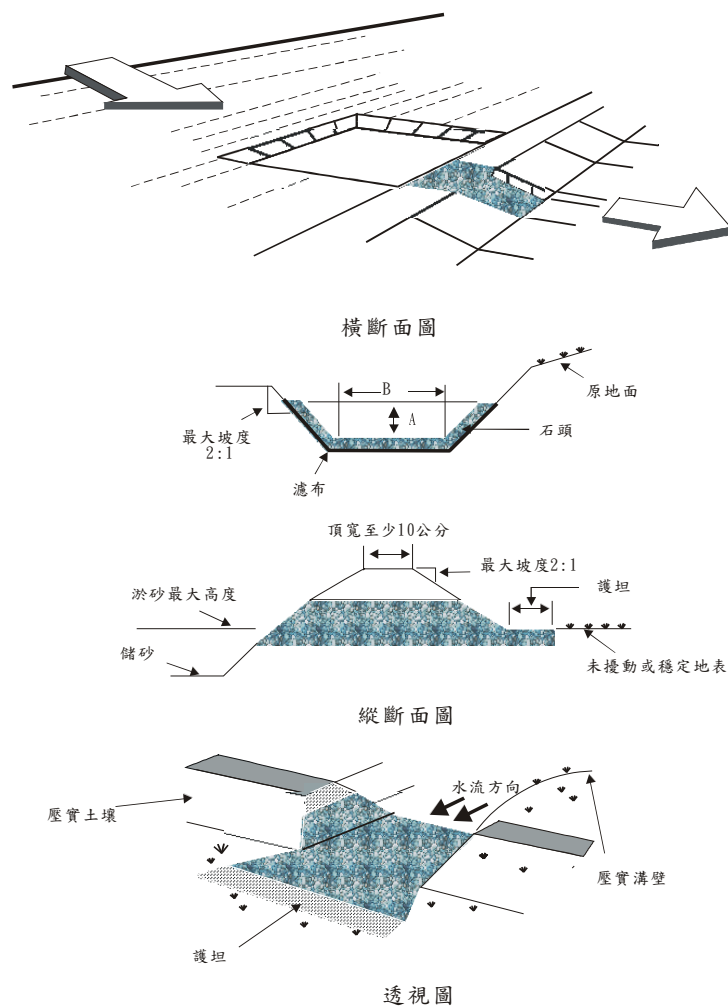 橫斷面圖
B
原地面
A
最大坡度
2:1
石頭
濾布
頂寬至少10公分
最大坡度2:1
護坦
淤砂最大高度
儲砂
未擾動或穩定地表
縱斷面圖
水流方向
壓實土壤
壓實溝壁
護坦
透視圖